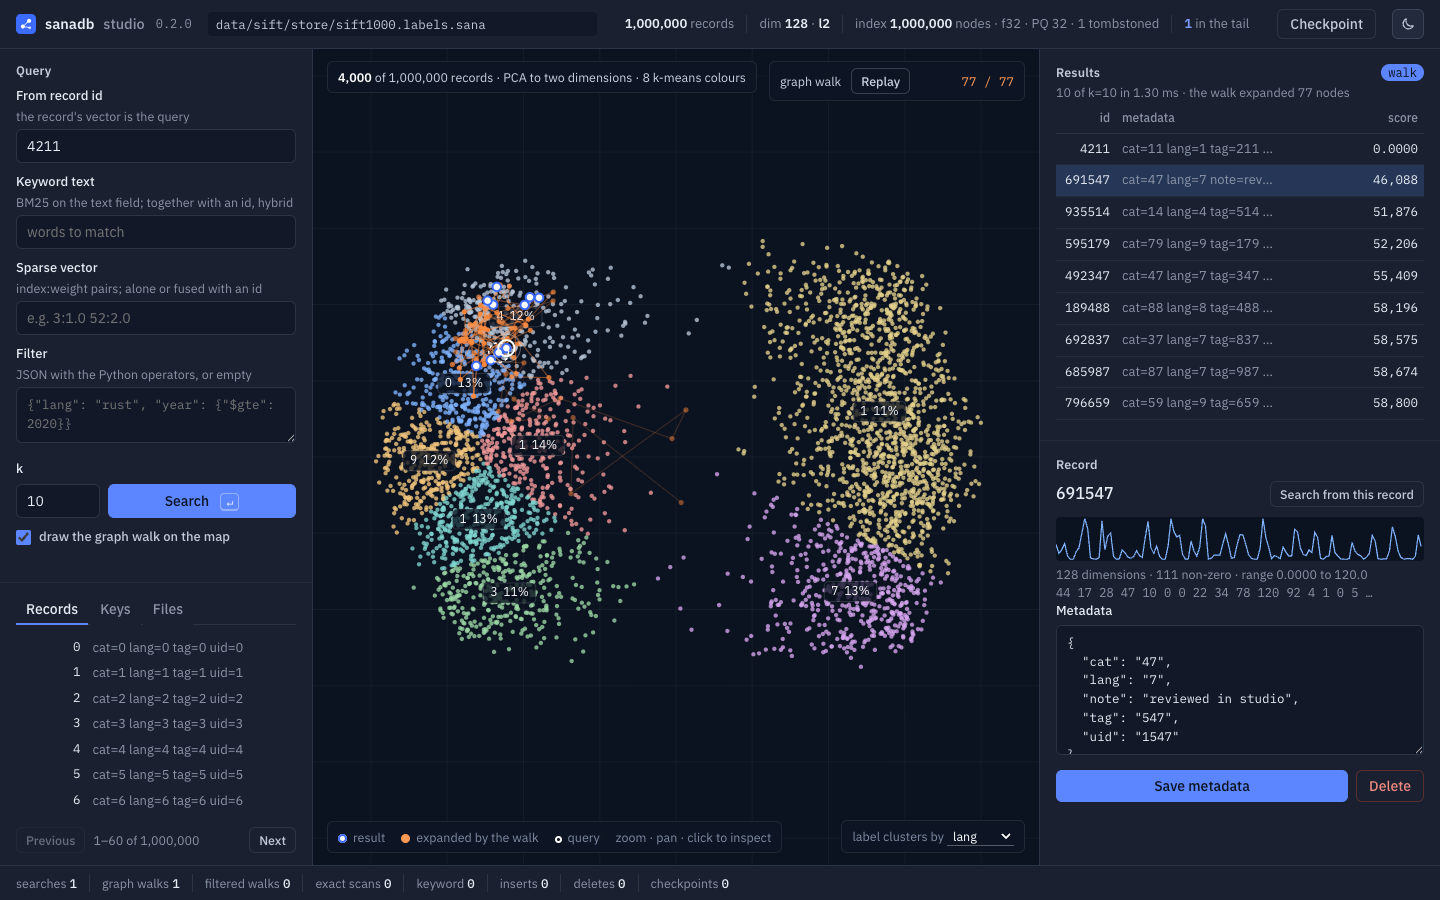 sanadb studio 0.2.0 data/sift/store/sift1000.labels.sana 1,000,000 records dim 128 · l2 index 1,000,000 nodes · f32 · PQ 32 · 1 tombstoned 1 in the tail Checkpoint
Query
From record id
the record's vector is the query
4211
Keyword text
BM25 on the text field; together with an id, hybrid
words to match
Sparse vector
index:weight pairs; alone or fused with an id
e.g. 3:1.0 52:2.0
Filter
JSON with the Python operators, or empty
{"lang": "rust", "year": {"$gte":
2020}}
k
10 Search ↵
draw the graph walk on the map
Records Keys Files
0 cat=0 lang=0 tag=0 uid=0
1 cat=1 lang=1 tag=1 uid=1
2 cat=2 lang=2 tag=2 uid=2
3 cat=3 lang=3 tag=3 uid=3
4 cat=4 lang=4 tag=4 uid=4
5 cat=5 lang=5 tag=5 uid=5
6 cat=6 lang=6 tag=6 uid=6
Previous 1–60 of 1,000,000 Next
4,000 of 1,000,000 records · PCA to two dimensions · 8 k-means colours
graph walk Replay 77 / 77
12%
0 13%
1 11%
1 14%
9 12%
1 13%
3 11%
7 13%
result expanded by the walk query zoom · pan · click to inspect
label clusters by lang
Results walk
10 of k=10 in 1.30 ms · the walk expanded 77 nodes
id metadata score
4211 cat=11 lang=1 tag=211 ... 0.0000
691547 cat=47 lang=7 note=rev... 46,088
935514 cat=14 lang=4 tag=514 ... 51,876
595179 cat=79 lang=9 tag=179 ... 52,206
492347 cat=47 lang=7 tag=347 ... 55,409
189488 cat=88 lang=8 tag=488 ... 58,196
692837 cat=37 lang=7 tag=837 ... 58,575
685987 cat=87 lang=7 tag=987 ... 58,674
796659 cat=59 lang=9 tag=659 ... 58,800
Record
691547 Search from this record
128 dimensions · 111 non-zero · range 0.0000 to 120.0
44 17 28 47 10 0 0 22 34 78 120 92 4 1 0 5 …
Metadata
{
"cat": "47",
"lang": "7",
"note": "reviewed in studio",
"tag": "547",
"uid": "1547"
Save metadata Delete
searches 1 graph walks 1 filtered walks 0 exact scans 0 keyword 0 inserts 0 deletes 0 checkpoints 0